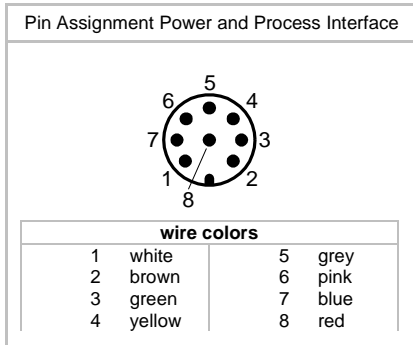 Pin Assignment Power and Process Interface
5
6 4
7 3
1 2
8
wire colors
1 white 5 grey
2 brown 6 pink
3 green 7 blue
4 yellow 8 red